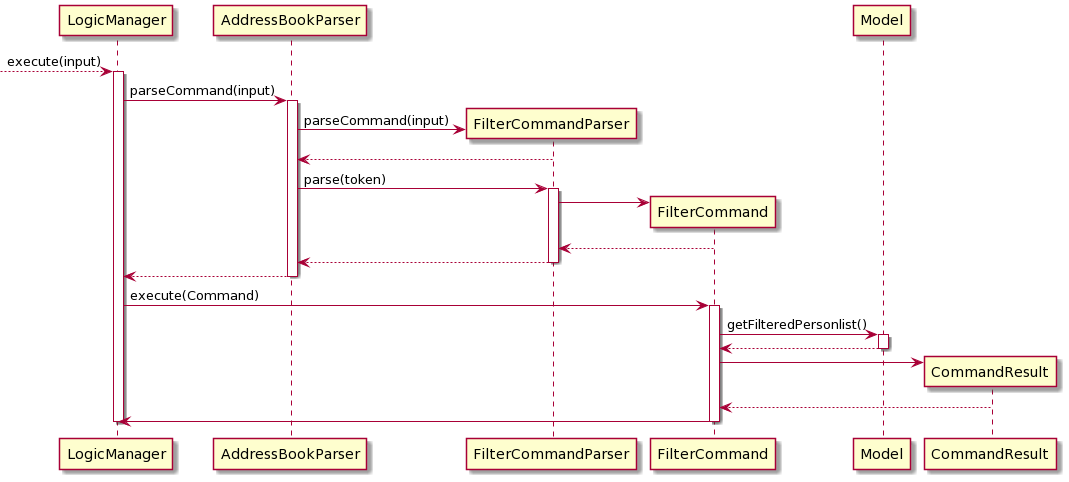 LogicManager
AddressBookParser
Model
execute(input)
parseCommand(input)
parseCommand(input)
FilterCommandParser
parse(token)
FilterCommand
execute(Command)
getFilteredPersonlist()
CommandResult
LogicManager
AddressBookParser
FilterCommandParser
FilterCommand
Model
CommandResult